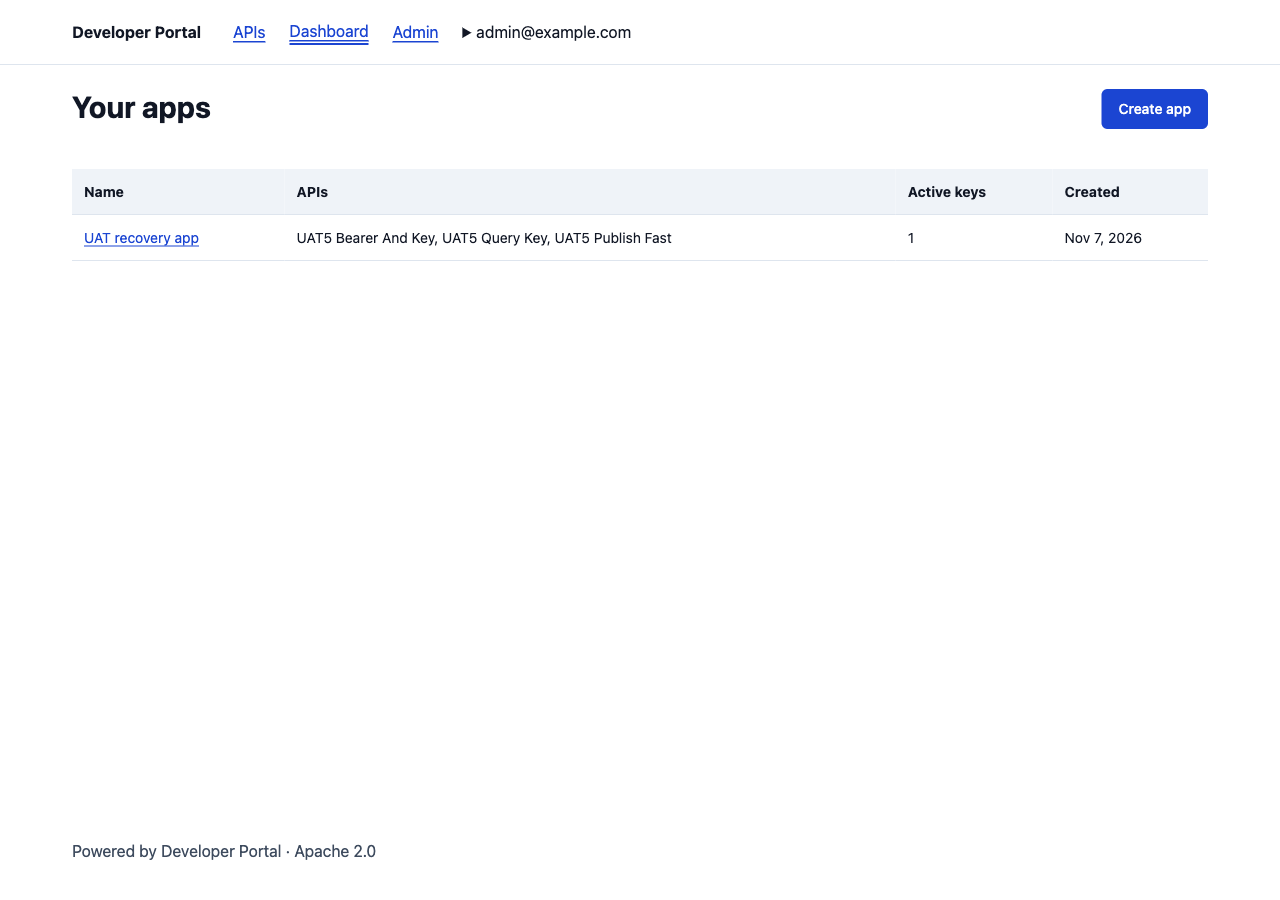 Developer Portal APIs Dashboard Admin ▶ admin@example.com
Your apps Create app
Name APIs Active keys Created
UAT recovery app UAT5 Bearer And Key, UAT5 Query Key, UAT5 Publish Fast 1 Nov 7, 2026
Powered by Developer Portal · Apache 2.0